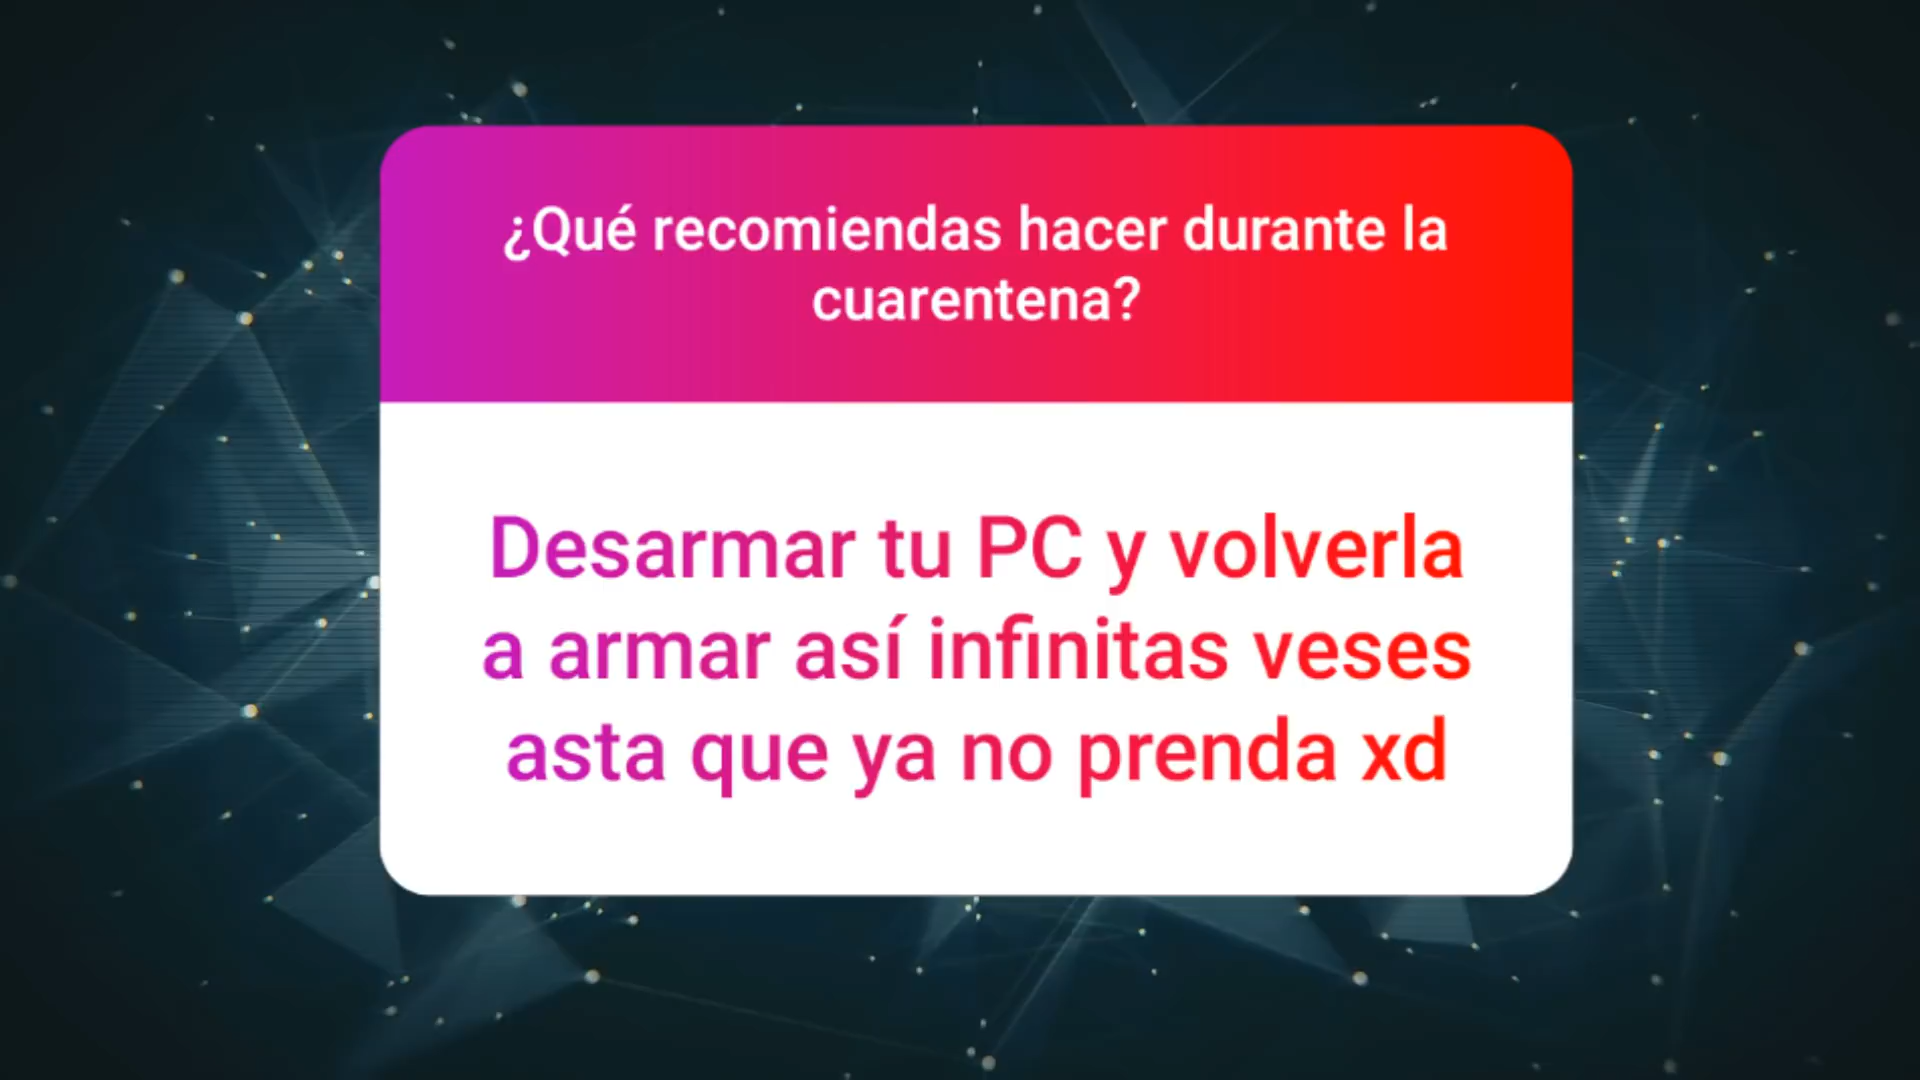 ¿Qué recomiendas hacer durante la
cuarentena?
Desarmar tu PC y volverla
a armar así infinitas veses
asta que ya no prenda xd